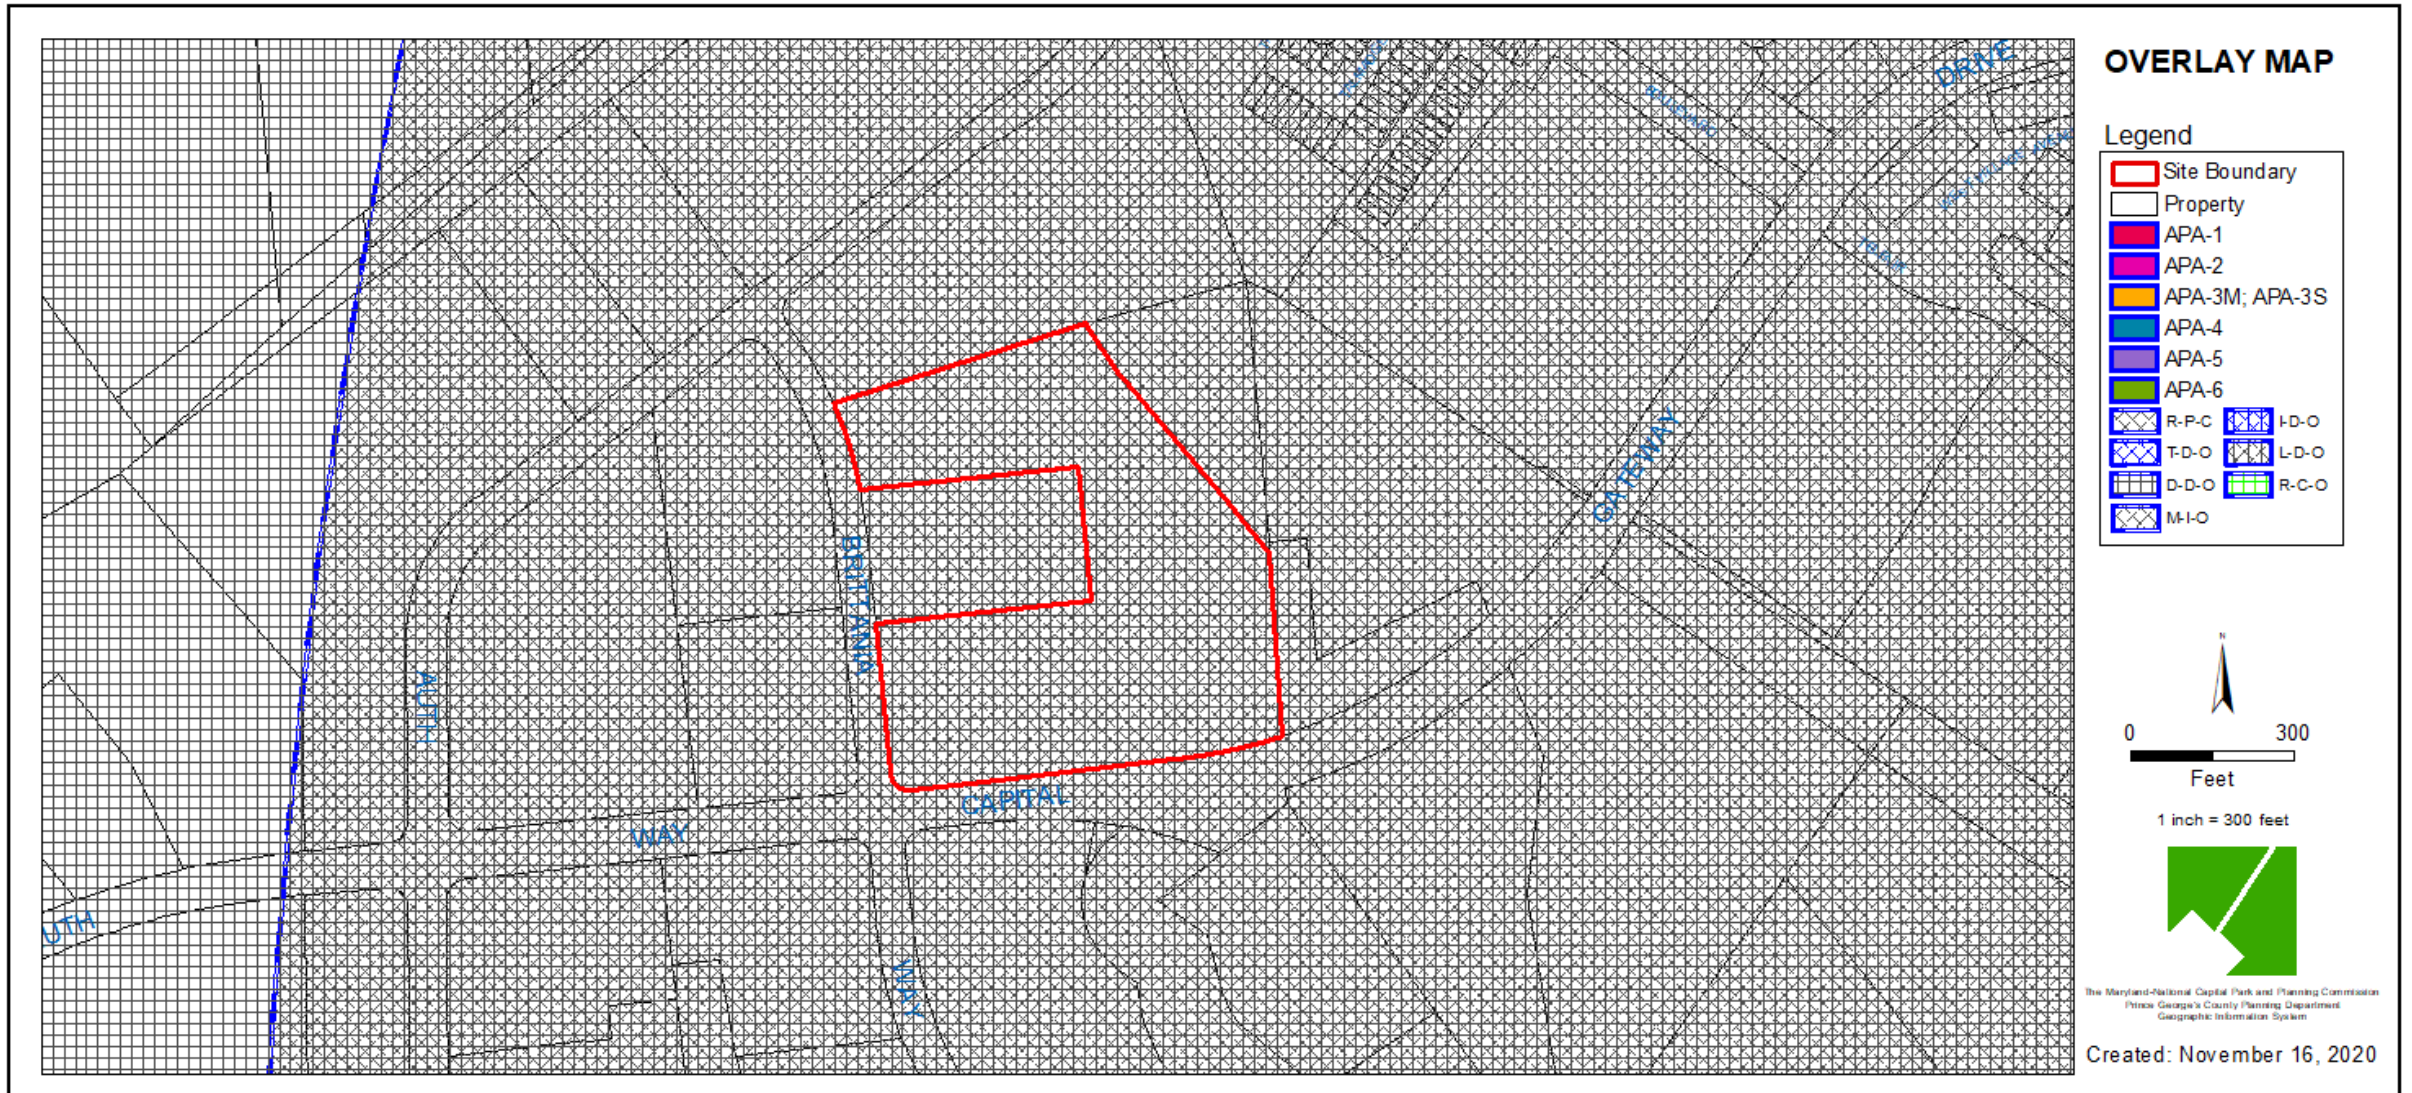 OVERLAY MAP
Legend
Site Boundary
Property
APA-1
APA-2
APA-3M; APA-3S
APA-4
APA-5
APA-6
R-P-C
I-D-O
T-D-O
L-D-O
D-D-O
R-C-O
M-I-O
N
0 300
Feet
1 inch = 300 feet
The Maryland-National Capital Park and Planning Commission
Prince George's County Planning Department
Geographic Information System
Created: November 16, 2020
DRIVE
GATEWAY
BRITTANIA
AUTH
CAPITAL
WAY
UTH
WAY